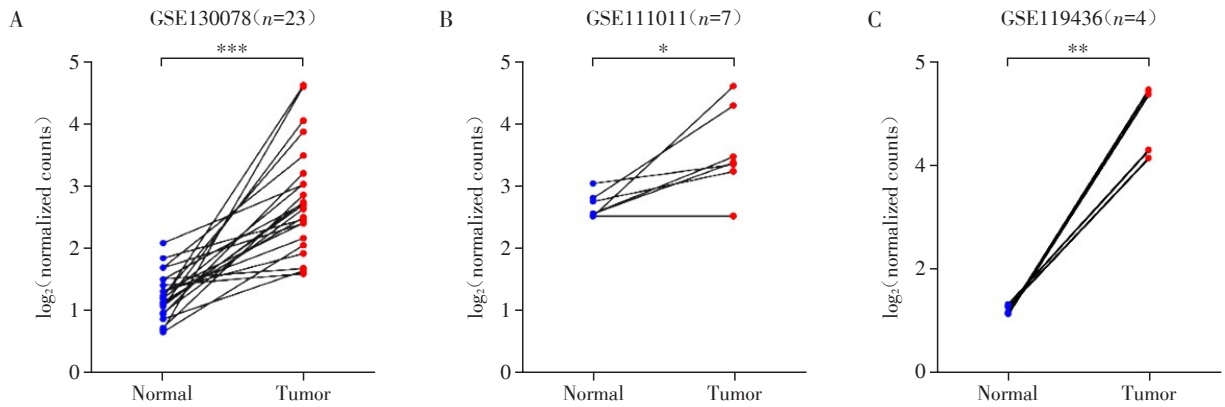 A
GSE130078（n=23）
***
log₂（normalized counts）
5
4
3
2
1
0
Normal
Tumor
B
GSE111011（n=7）
*
log₂（normalized counts）
5
4
3
2
1
0
Normal
Tumor
C
GSE119436（n=4）
**
log₂（normalized counts）
5
4
2
0
Normal
Tumor